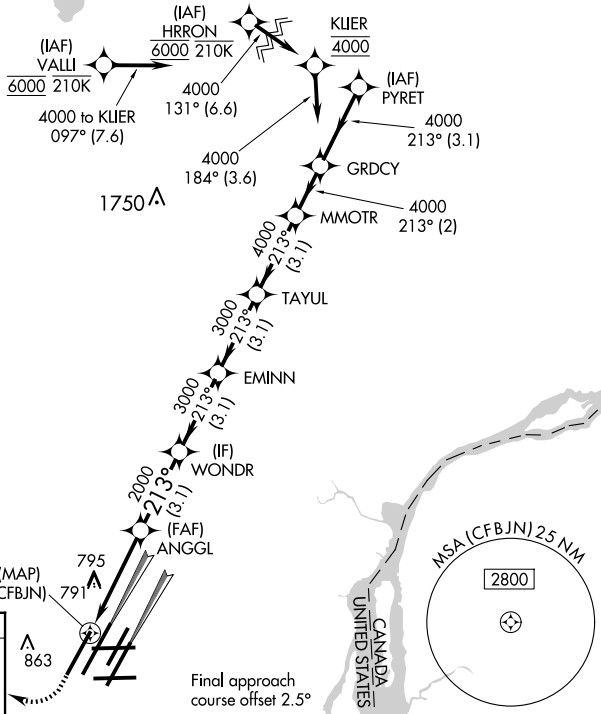 (IAF)
HRRON
6000 210K
KLIER
4000
(IAF)
VALLI
6000 210K
4000 to KLIER
097° (7.6)
4000
131° (6.6)
(IAF)
PYRET
4000
213° (3.1)
4000
184° (3.6)
GRDCY
4000
213° (2)
1750
MMOTR
4000
213°
(3.1)
TAYUL
3000
213°
(3.1)
EMINN
3000
213°
(3.1)
(IF)
WONDR
2000
213°
(3.1)
(FAF)
ANGGL
795
791
(MAP)
CFBJN)
863
Final approach
course offset 2.5°
CANADA
UNITED STATES
MSA (CFBJN) 25 NM
2800